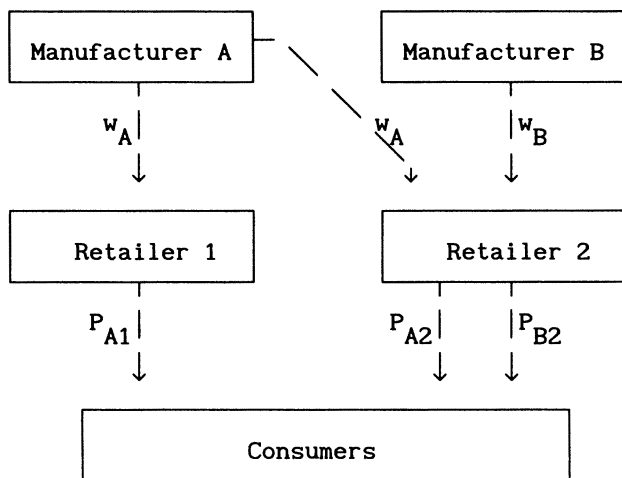 Manufacturer A
Manufacturer B
w_A
w_A
w_B
Retailer 1
Retailer 2
P_A1
P_A2
P_B2
Consumers